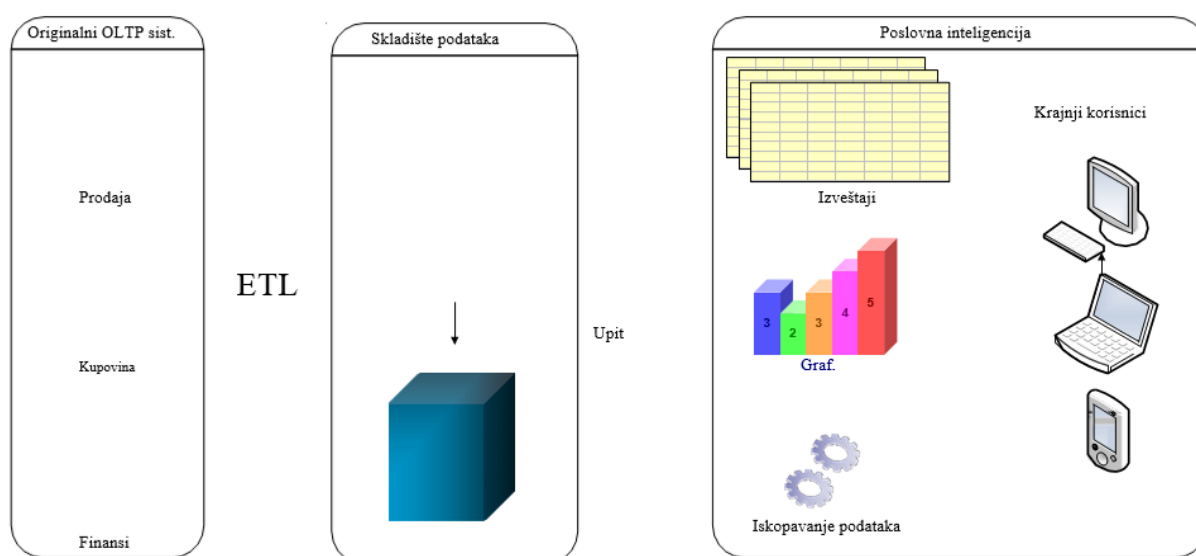 Originalni OLTP sist.
Prodaja
Kupovina
Finansi
ETL
Skladište podataka
Upit
Poslovna inteligencija
Izveštaji
3
2
3
4
5
Graf.
Iskopavanje podataka
Krajnji korisnici